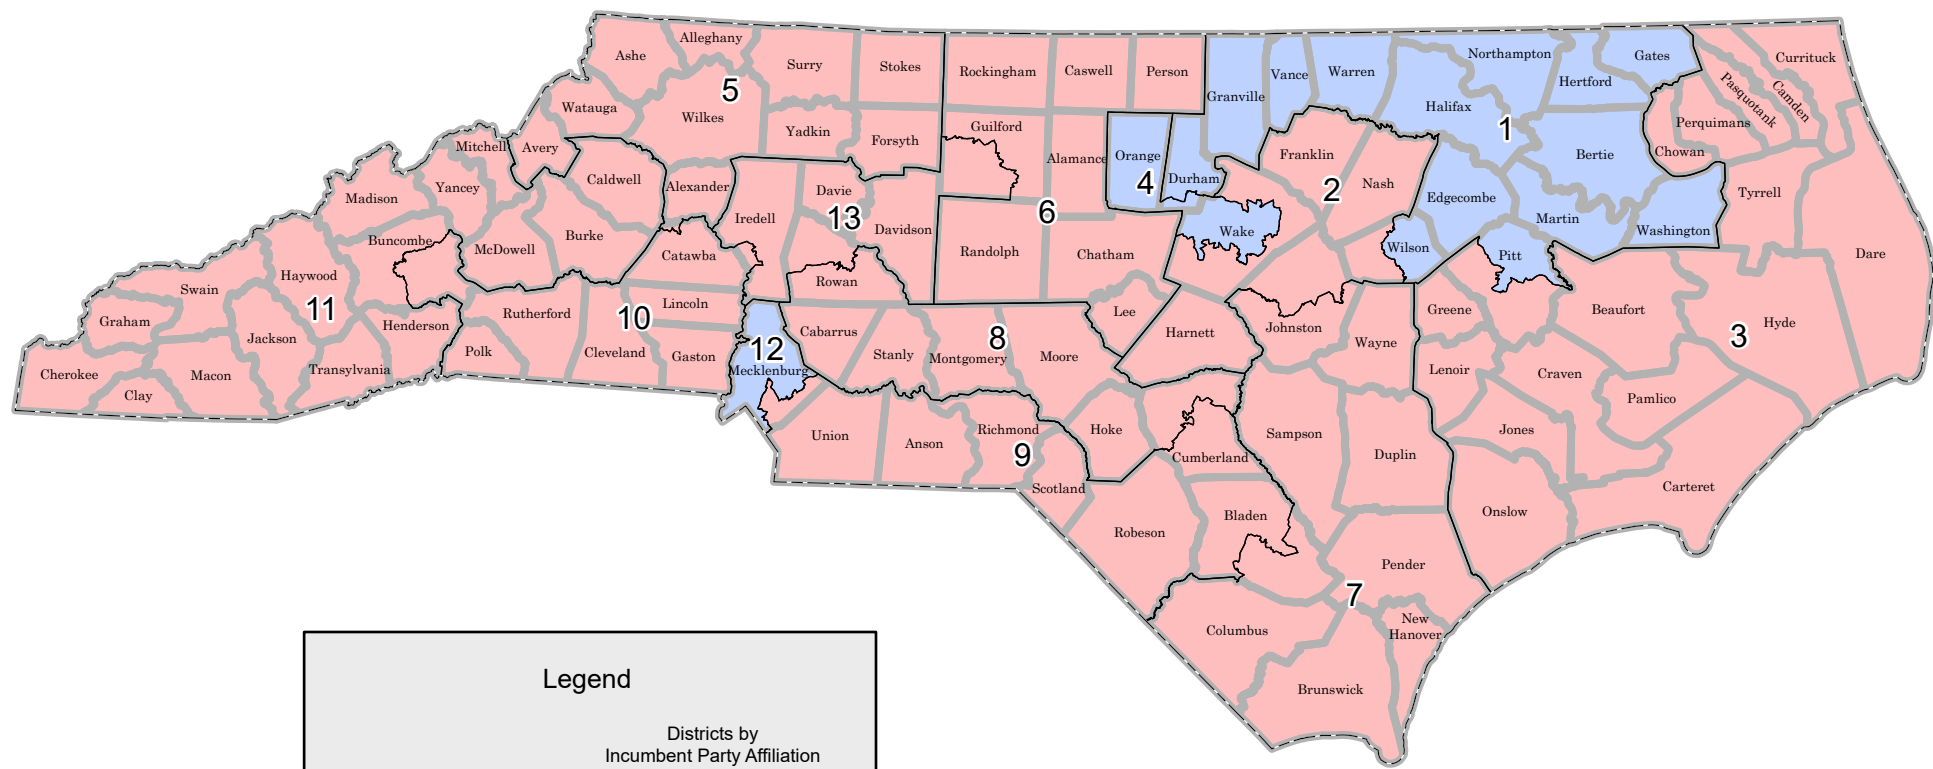 Ashe
Alleghany
Surry
Stokes
Rockingham
Caswell
Person
Granville
Vance
Warren
Northampton
Hertford
Gates
Currituck
Camden
Pasquotank
Perquimans
Chowan
5
Watauga
Wilkes
Yadkin
Forsyth
Guilford
Alamance
Orange
4
Durham
Franklin
Nash
2
Halifax
1
Bertie
Edgecombe
Martin
Washington
Tyrrell
Dare
Mitchell
Avery
Caldwell
Alexander
Iredell
Davie
13
Davidson
6
Randolph
Chatham
Wake
Wilson
Pitt
Madison
Yancey
Buncombe
McDowell
Burke
Catawba
Rowan
Swain
Haywood
11
Graham
Jackson
Henderson
Rutherford
10
Lincoln
12
Mecklenburg
Cabarrus
Stanly
Montgomery
8
Moore
Lee
Harnett
Johnston
Wayne
Greene
Beaufort
Hyde
3
Cherokee
Clay
Macon
Transylvania
Polk
Cleveland
Gaston
Lenoir
Craven
Pamlico
Jones
Union
Anson
Richmond
9
Scotland
Hoke
Cumberland
Sampson
Duplin
Onslow
Carteret
Robeson
Bladen
Pender
7
Columbus
New
Hanover
Brunswick
Legend
Districts by
Incumbent Party Affiliation